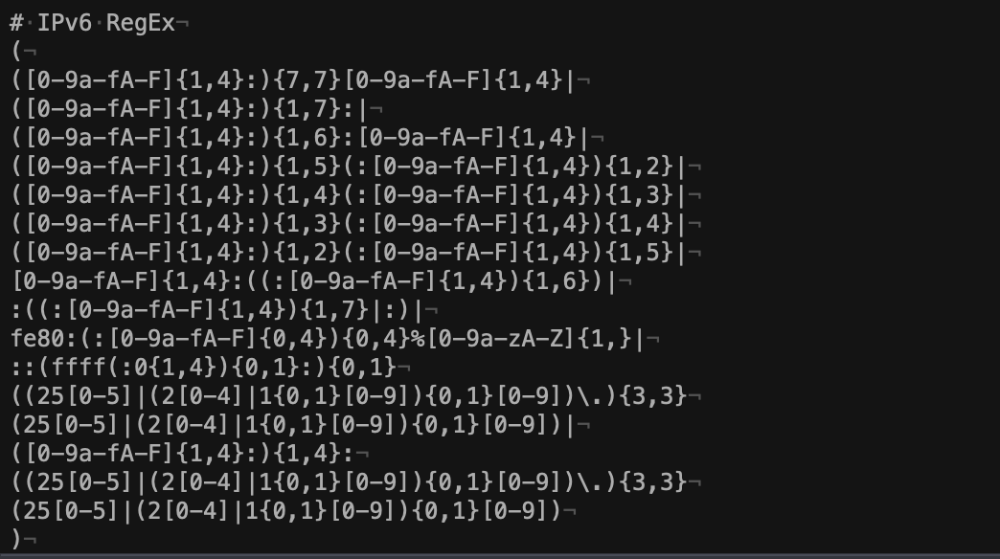 # IPv6 RegEx
(
([0-9a-fA-F]{1,4}:){7,7}[0-9a-fA-F]{1,4}|
([0-9a-fA-F]{1,4}:){1,7}:|
([0-9a-fA-F]{1,4}:){1,6}:[0-9a-fA-F]{1,4}|
([0-9a-fA-F]{1,4}:){1,5}(:[0-9a-fA-F]{1,4}){1,2}|
([0-9a-fA-F]{1,4}:){1,4}(:[0-9a-fA-F]{1,4}){1,3}|
([0-9a-fA-F]{1,4}:){1,3}(:[0-9a-fA-F]{1,4}){1,4}|
([0-9a-fA-F]{1,4}:){1,2}(:[0-9a-fA-F]{1,4}){1,5}|
[0-9a-fA-F]{1,4}:((:[0-9a-fA-F]{1,4}){1,6})|
:((:[0-9a-fA-F]{1,4}){1,7}|:)|
fe80:(:[0-9a-fA-F]{0,4}){0,4}%[0-9a-zA-Z]{1,}|
::(ffff(:0{1,4}){0,1}:){0,1}
((25[0-5]|(2[0-4]|1{0,1}[0-9]){0,1}[0-9])\.){3,3}
(25[0-5]|(2[0-4]|1{0,1}[0-9]){0,1}[0-9])|
([0-9a-fA-F]{1,4}:){1,4}:
((25[0-5]|(2[0-4]|1{0,1}[0-9]){0,1}[0-9])\.){3,3}
(25[0-5]|(2[0-4]|1{0,1}[0-9]){0,1}[0-9])
)